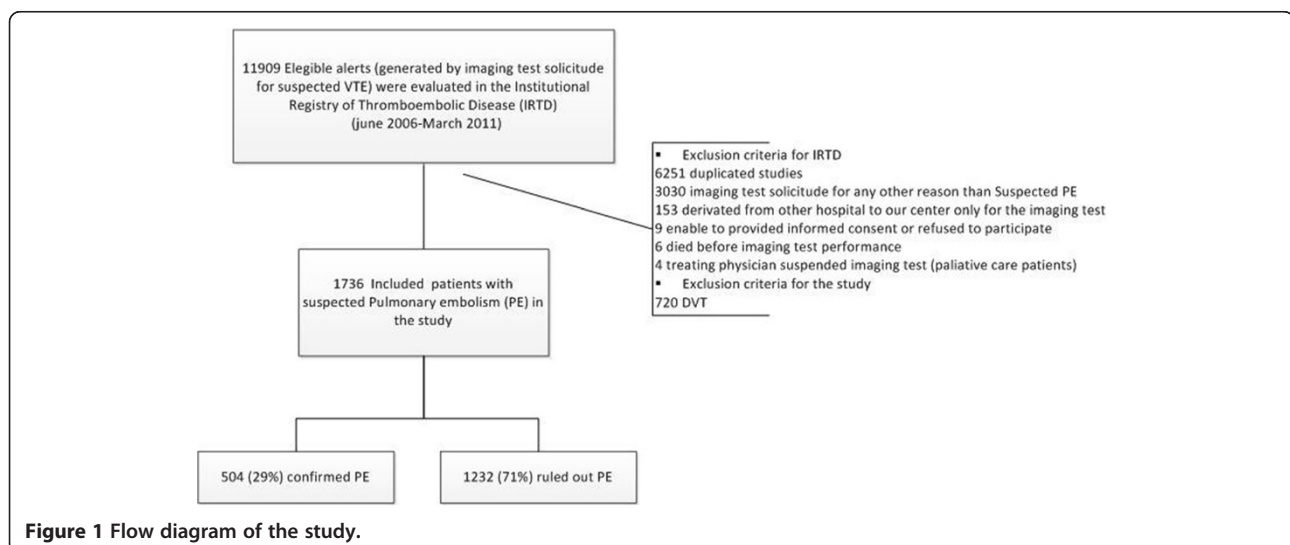 11909 Elegible alerts (generated by imaging test solicitude
for suspected VTE) were evaluated in the Institutional
Registry of Thromboembolic Disease (IRTD)
(june 2006-March 2011)
▪ Exclusion criteria for IRTD
6251 duplicated studies
3030 imaging test solicitude for any other reason than Suspected PE
153 derivated from other hospital to our center only for the imaging test
9 enable to provided informed consent or refused to participate
6 died before imaging test performance
4 treating physician suspended imaging test (paliative care patients)
▪ Exclusion criteria for the study
720 DVT
1736 Included patients with
suspected Pulmonary embolism (PE) in
the study
504 (29%) confirmed PE
1232 (71%) ruled out PE
Figure 1 Flow diagram of the study.